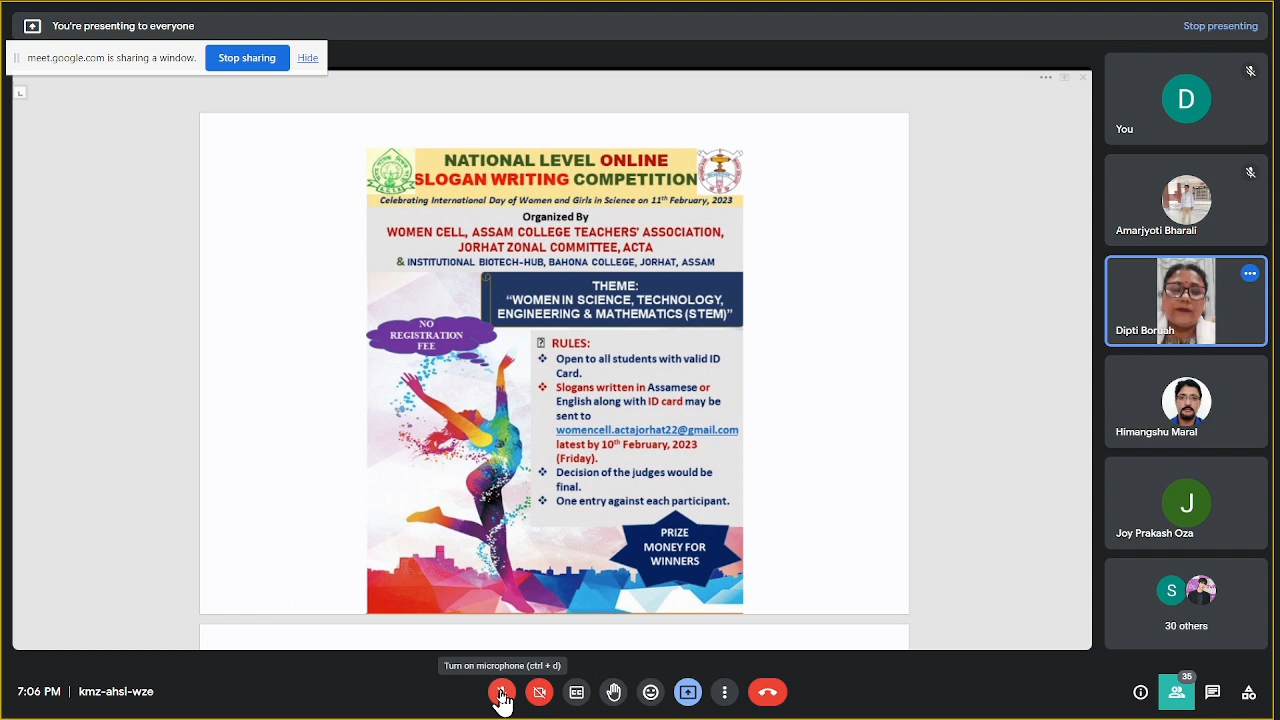 You're presenting to everyone
Stop presenting
meet.google.com is sharing a window.
Stop sharing
Hide
NATIONAL LEVEL ONLINE
SLOGAN WRITING COMPETITION
Celebrating International Day of Women and Girls in Science on 11th February, 2023
Organized By
WOMEN CELL, ASSAM COLLEGE TEACHERS' ASSOCIATION,
JORHAT ZONAL COMMITTEE, ACTA
& INSTITUTIONAL BIOTECH-HUB, BAHONA COLLEGE, JORHAT, ASSAM
THEME:
“WOMEN IN SCIENCE, TECHNOLOGY,
ENGINEERING & MATHEMATICS (STEM)”
NO
REGISTRATION
FEE
RULES:
Open to all students with valid ID
Card.
Slogans written in Assamese or
English along with ID card may be
sent to
womencell.actajorhat22@gmail.com
latest by 10th February, 2023
(Friday).
Decision of the judges would be
final.
One entry against each participant.
PRIZE
MONEY FOR
WINNERS
D
You
Amarjyoti Bharali
Dipti Boruah
Himangshu Maral
J
Joy Prakash Oza
S
30 others
Turn on microphone (ctrl + d)
7:06 PM | kmz-ahsi-wze
35